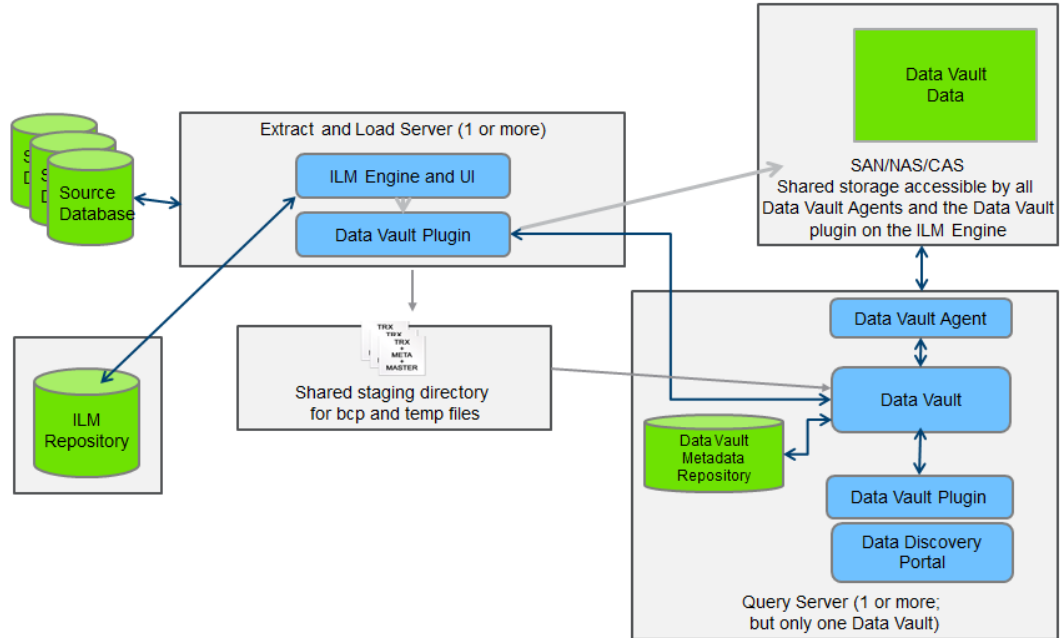 Data Vault
Data
SAN/NAS/CAS
Shared storage accessible by all
Data Vault Agents and the Data Vault
plugin on the ILM Engine
Extract and Load Server (1 or more)
ILM Engine and UI
Data Vault Plugin
S
D
S
D
Source
Database
TRX
TRX
TRX
+
META
+
MASTER
Shared staging directory
for bcp and temp files
ILM
Repository
Data Vault Agent
Data Vault
Data Vault
Metadata
Repository
Data Vault Plugin
Data Discovery
Portal
Query Server (1 or more;
but only one Data Vault)